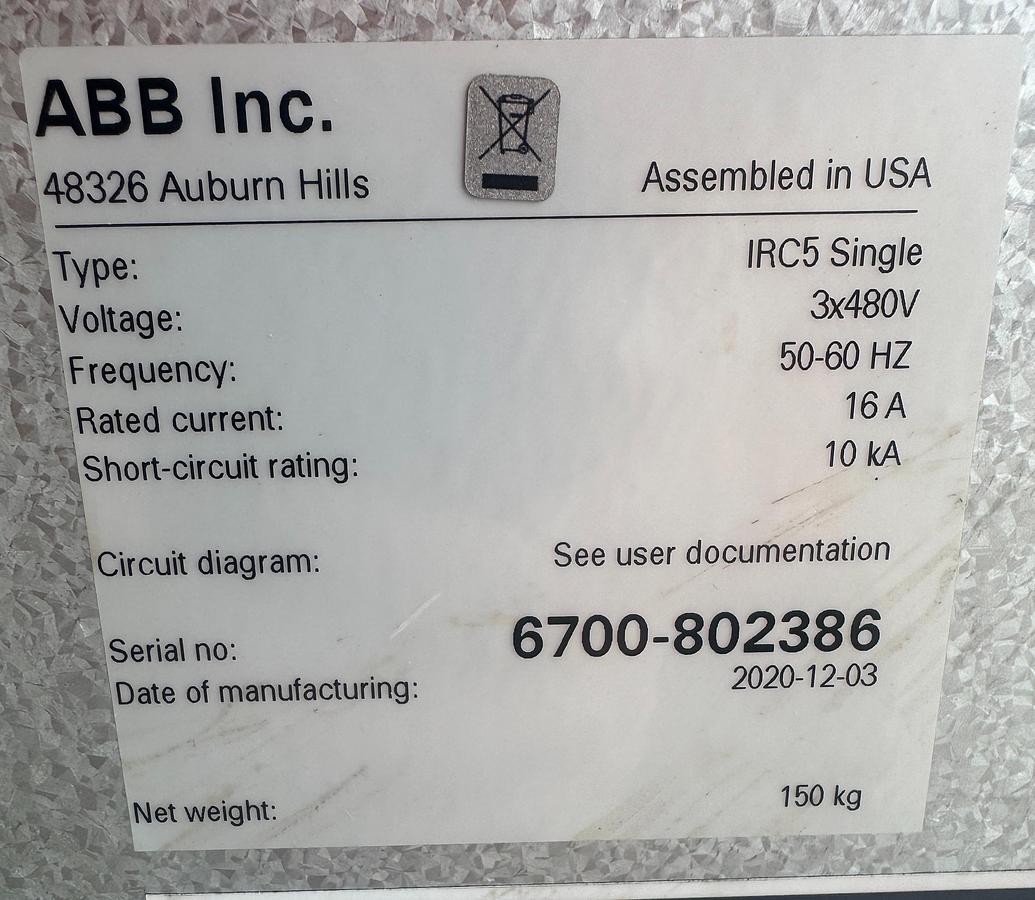 ABB Inc.
48326 Auburn Hills
Assembled in USA
Type: IRC5 Single
Voltage: 3x480V
Frequency: 50-60 HZ
Rated current: 16 A
Short-circuit rating: 10 kA
Circuit diagram: See user documentation
Serial no: 6700-802386
Date of manufacturing: 2020-12-03
Net weight: 150 kg